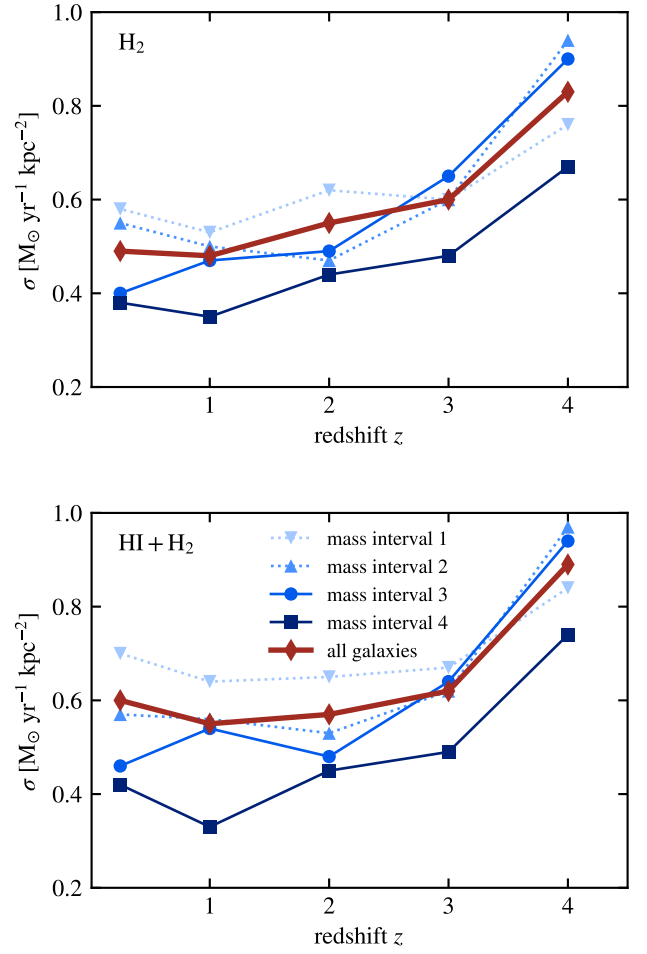 H₂
1.0
0.8
0.6
0.4
0.2
σ [M⊙ yr⁻¹ kpc⁻²]
1 2 3 4
redshift z
HI + H₂
mass interval 1
mass interval 2
mass interval 3
mass interval 4
all galaxies
1.0
0.8
0.6
0.4
0.2
σ [M⊙ yr⁻¹ kpc⁻²]
1 2 3 4
redshift z